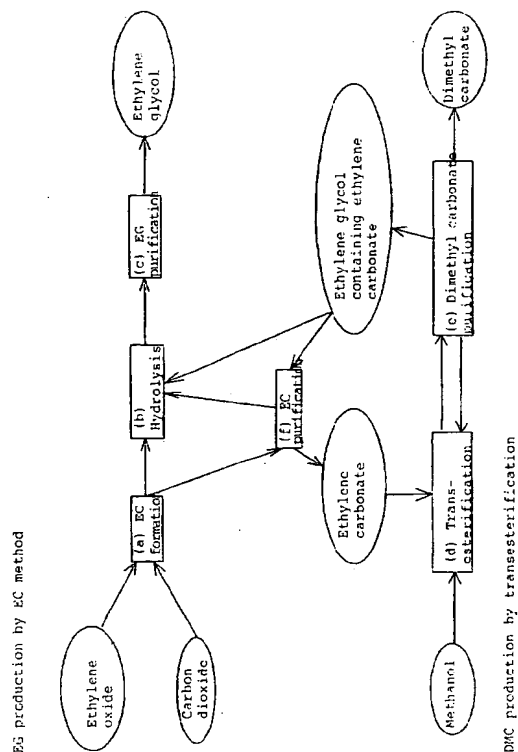 EG production by EC method
Ethylene
oxide
Carbon
dioxide
(a) EC
formation
(b)
Hydrolysis
(c) EG
purification
Ethylene
glycol
(f) EC
purification
Ethylene
carbonate
Ethylene glycol
containing ethylene
carbonate
Methanol
(d) Trans-
esterification
(e) Dimethyl carbonate
purification
Dimethyl
carbonate
DMC production by transesterification